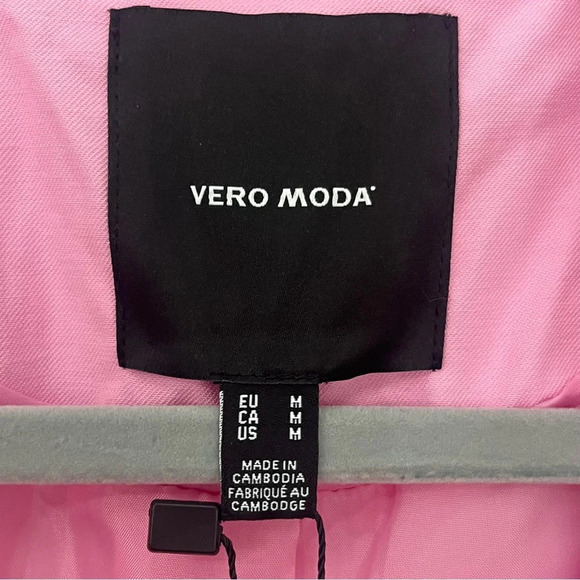 VERO MODA
EU M
CA M
US M
MADE IN
CAMBODIA
FABRIQUÉ AU
CAMBODGE